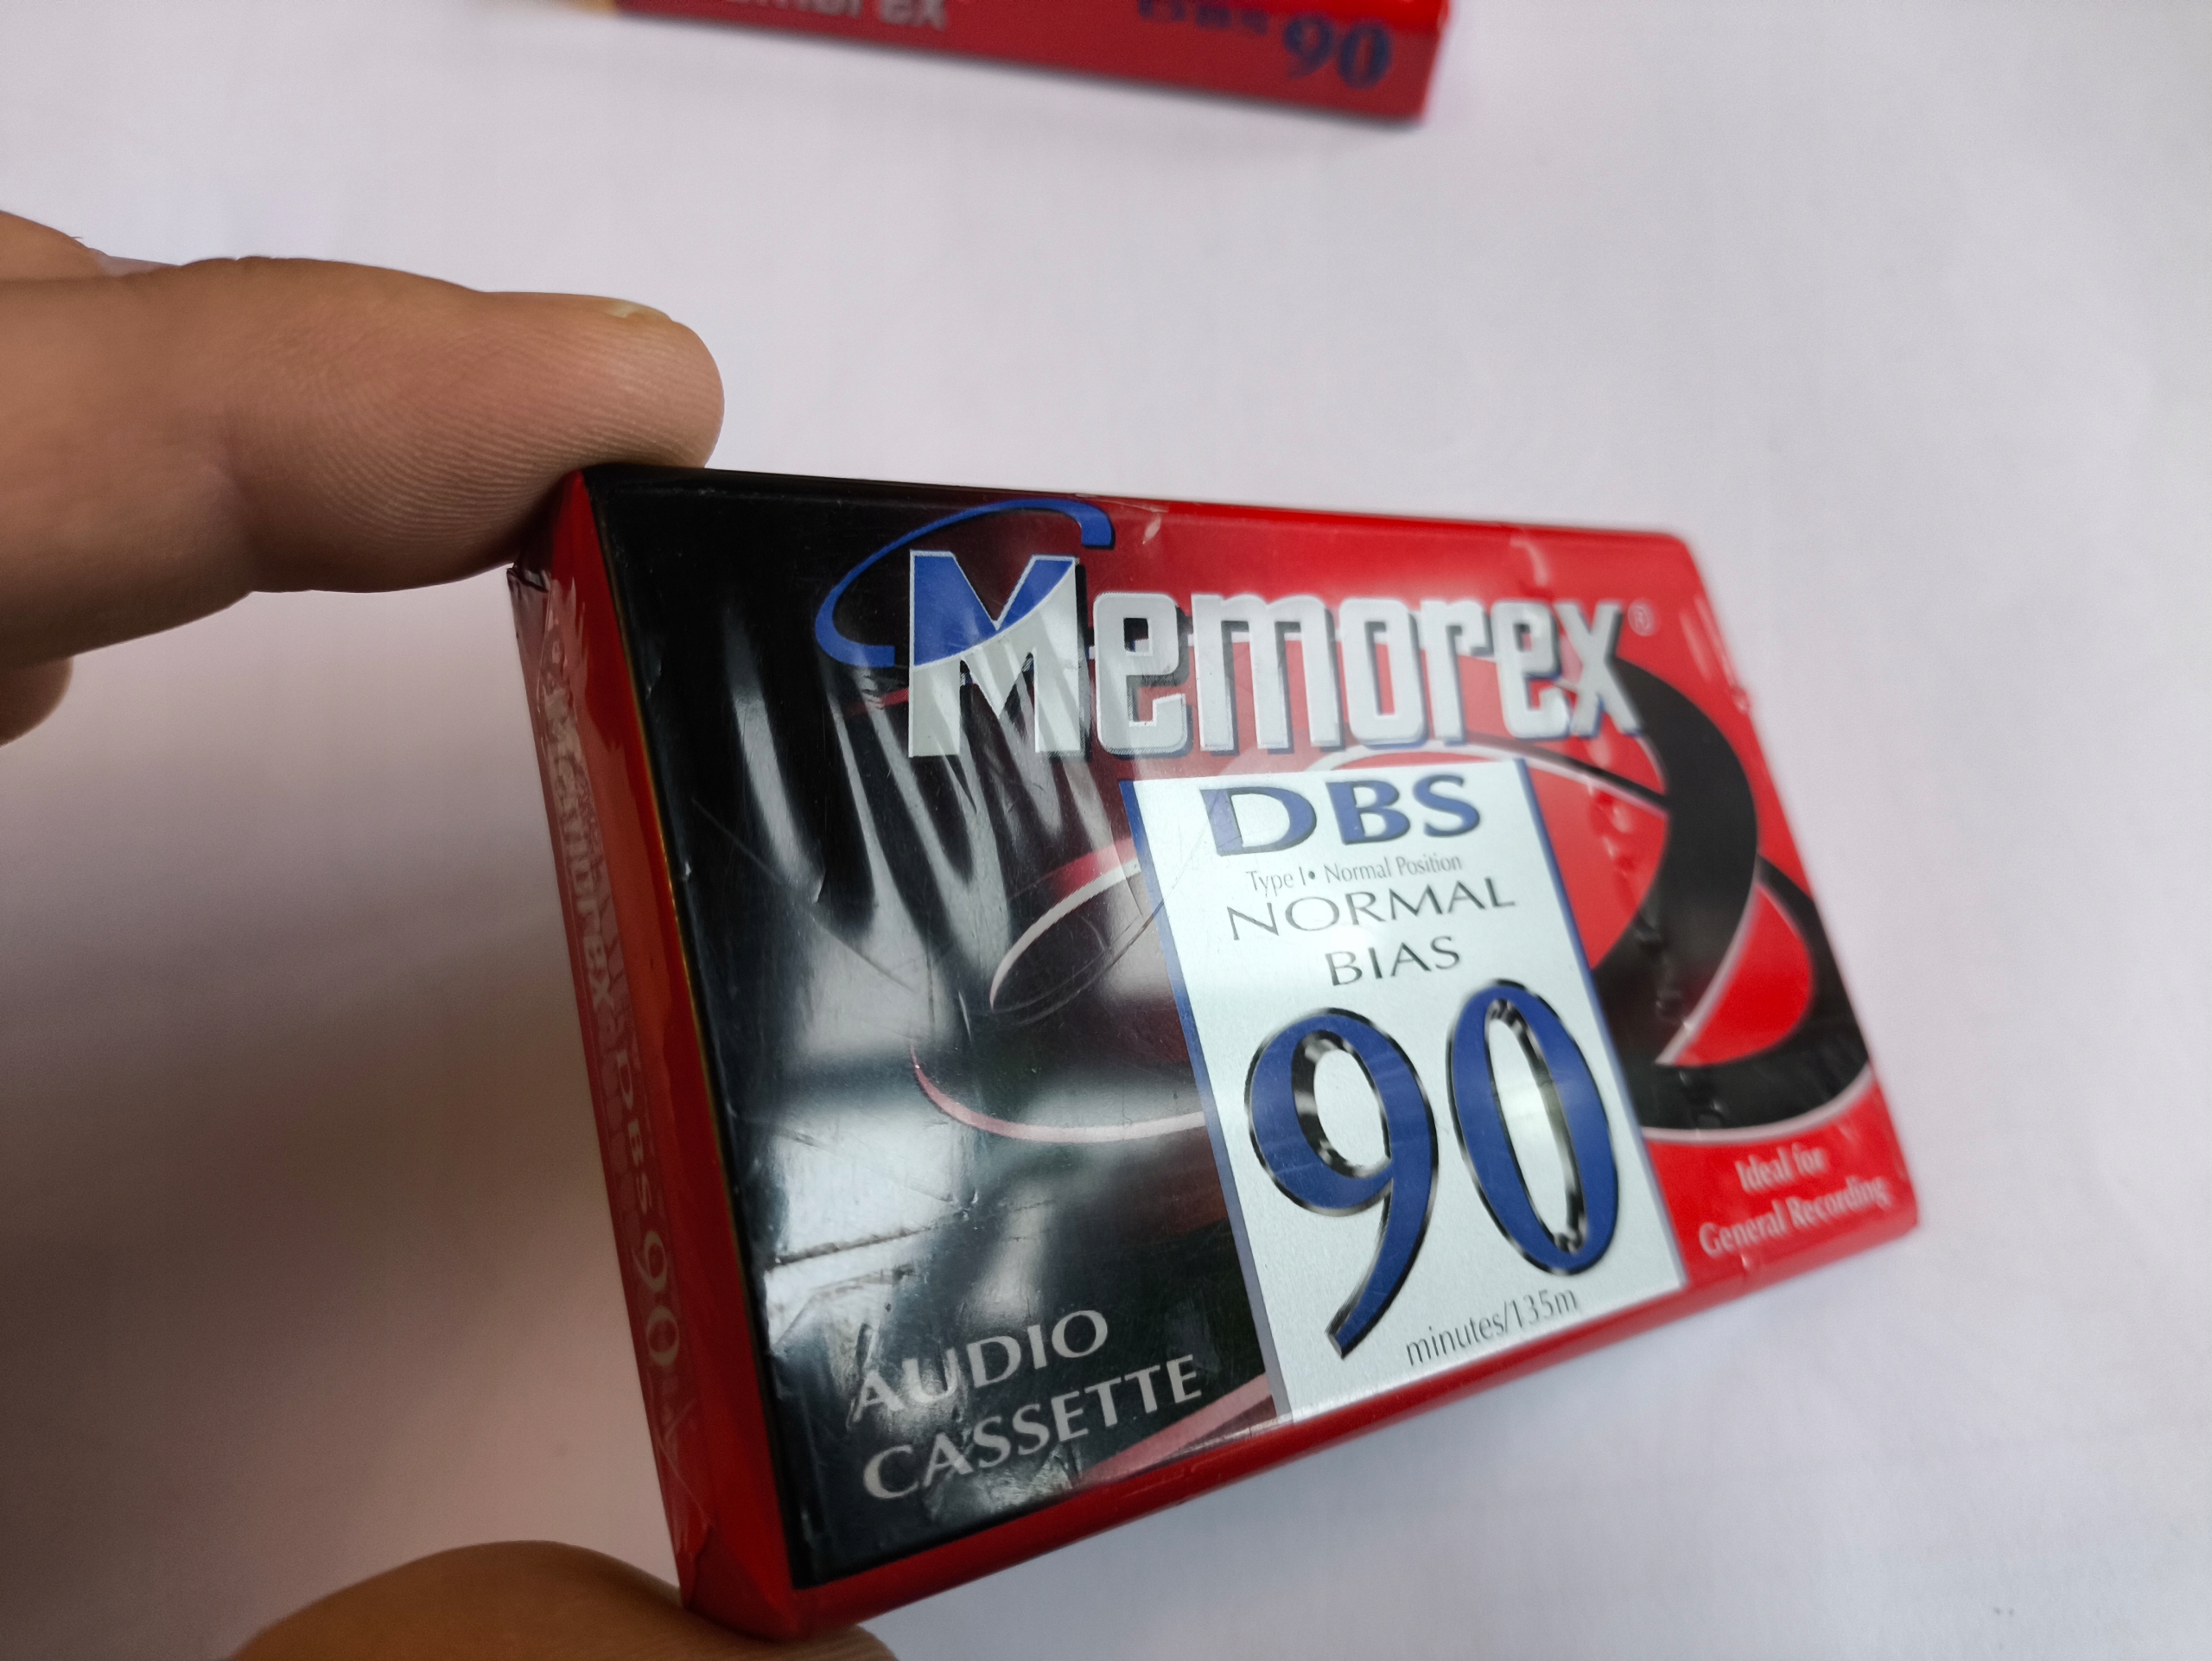 90
Memorex®
DBS
Type I• Normal Position
NORMAL
BIAS
90
minutes/135m
AUDIO
CASSETTE
Ideal for
General Recording
Memorex DBS 90